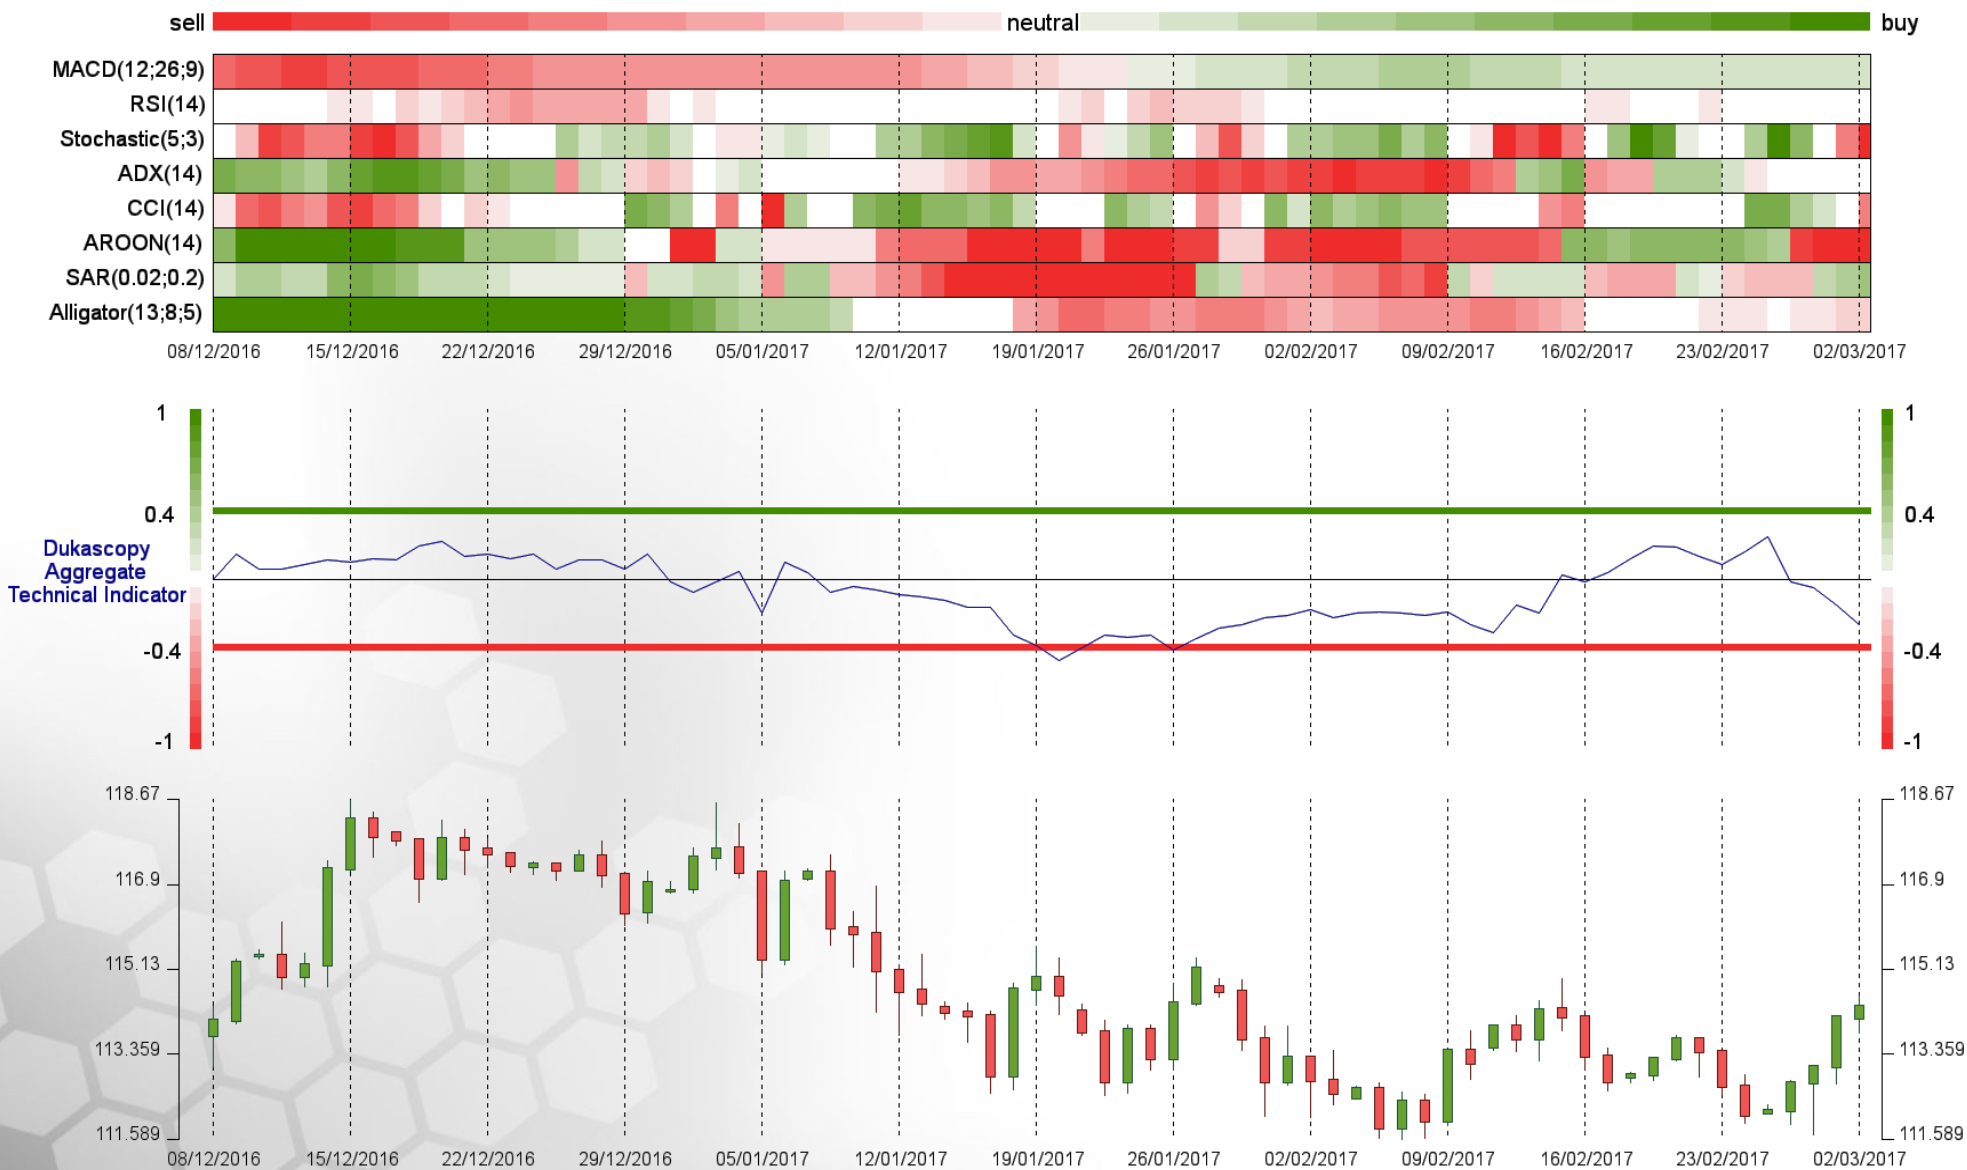 sell neutral buy
MACD(12;26;9)
RSI(14)
Stochastic(5;3)
ADX(14)
CCI(14)
AROON(14)
SAR(0.02;0.2)
Alligator(13;8;5)
08/12/2016 15/12/2016 22/12/2016 29/12/2016 05/01/2017 12/01/2017 19/01/2017 26/01/2017 02/02/2017 09/02/2017 16/02/2017 23/02/2017 02/03/2017
1 1
0.4 0.4
Dukascopy
Aggregate
Technical Indicator
-0.4 -0.4
-1 -1
118.67 118.67
116.9 116.9
115.13 115.13
113.359 113.359
111.589 111.589
08/12/2016 15/12/2016 22/12/2016 29/12/2016 05/01/2017 12/01/2017 19/01/2017 26/01/2017 02/02/2017 09/02/2017 16/02/2017 23/02/2017 02/03/2017